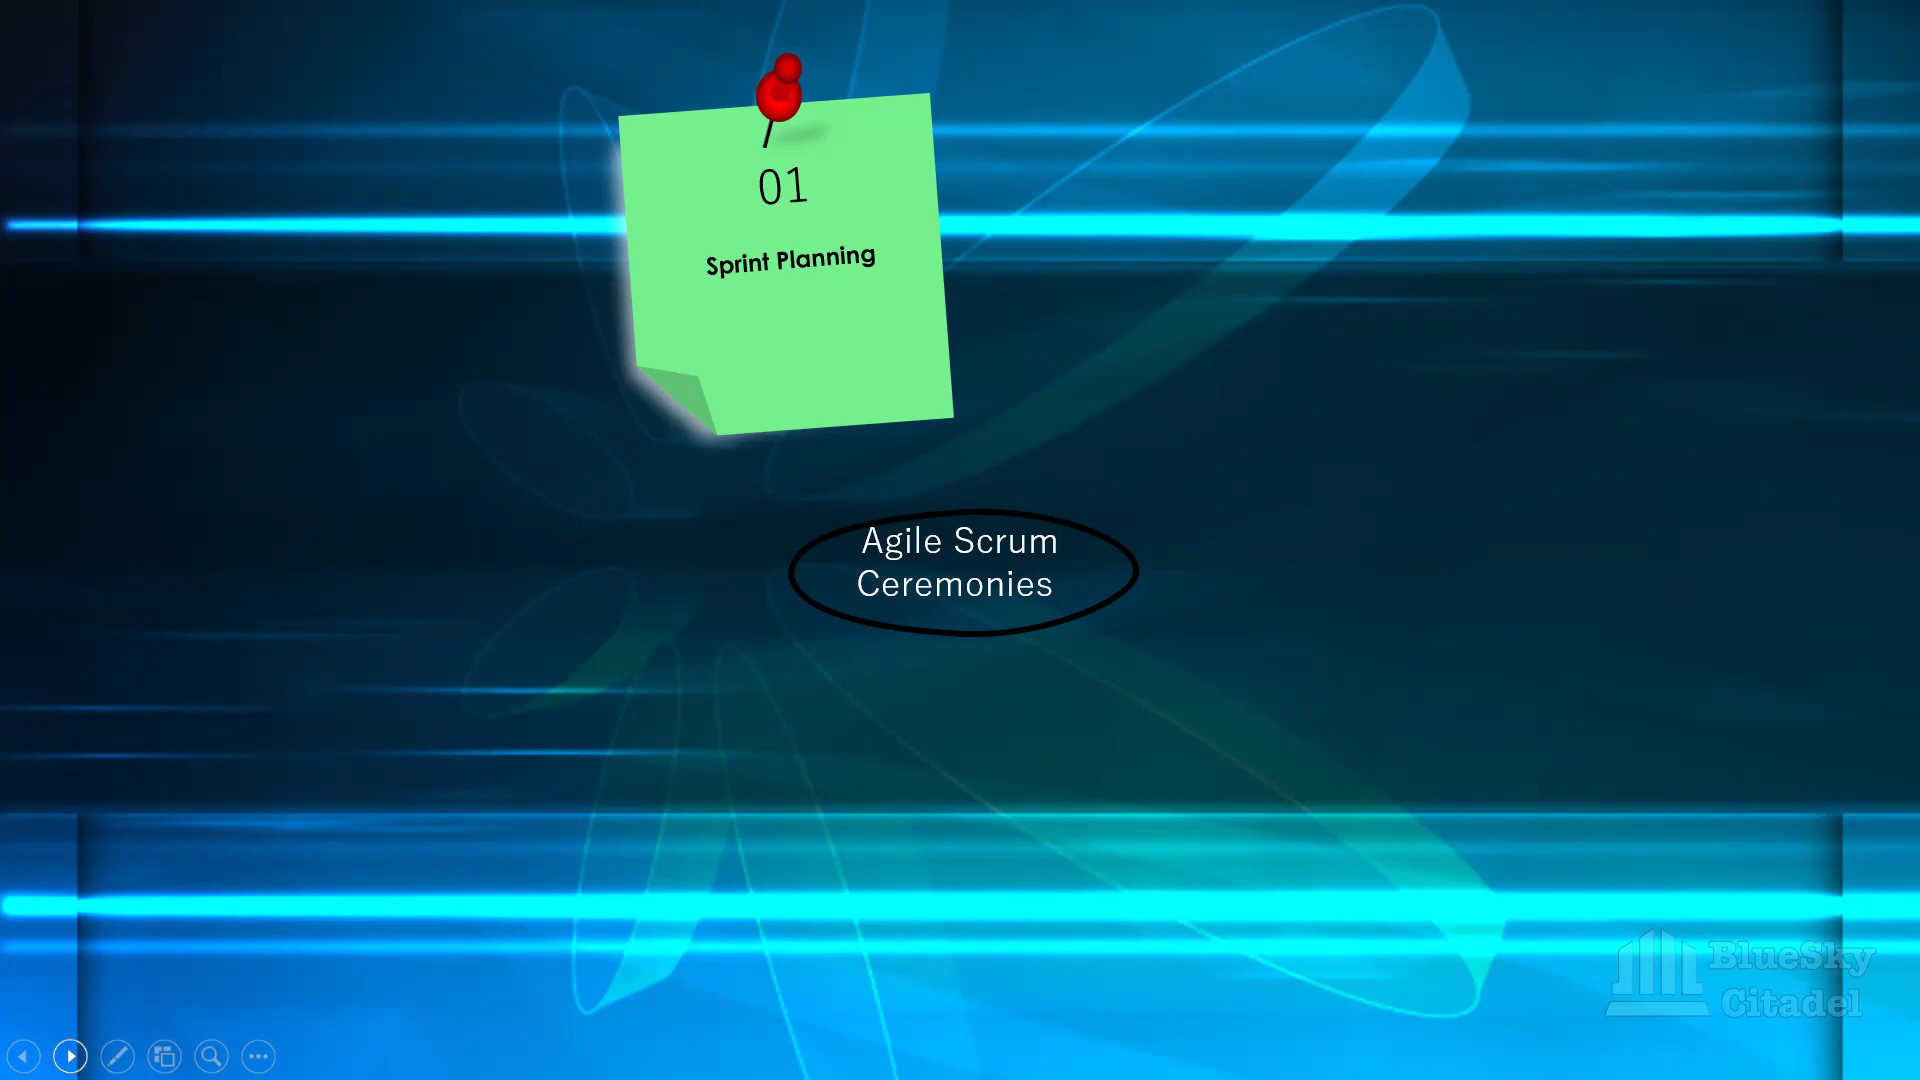 01
Sprint Planning
Agile Scrum
Ceremonies
BlueSky
Citadel